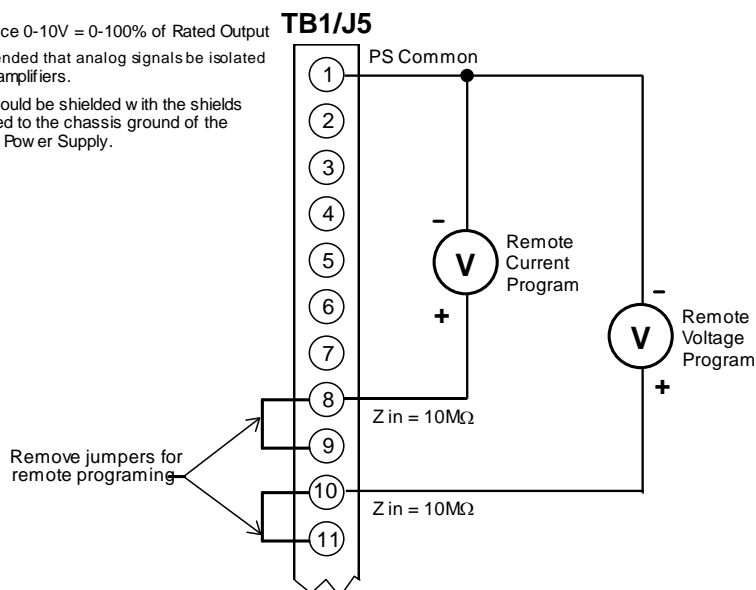 ce 0-10V = 0-100% of Rated Output
TB1/J5
ended that analog signals be isolated
amplifiers.
ould be shielded with the shields
ed to the chassis ground of the
Power Supply.
PS Common
1
2
3
4
5
6
7
8
9
10
11
−
V
+
Remote
Current
Program
−
V
+
Remote
Voltage
Program
Z in = 10MΩ
Z in = 10MΩ
Remove jumpers for
remote programing